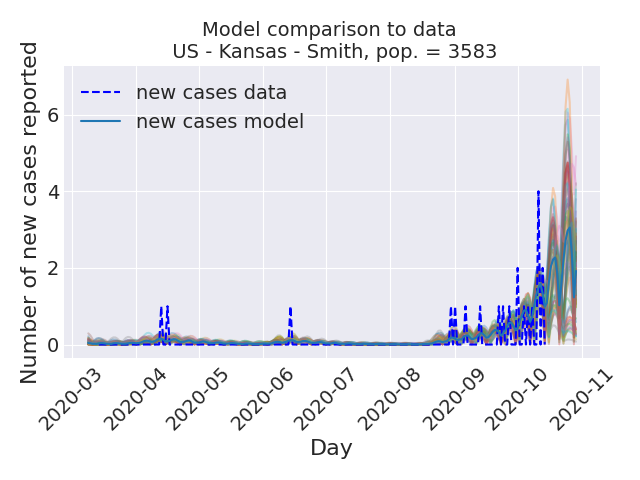 Model comparison to data
US - Kansas - Smith, pop. = 3583
Number of new cases reported
6
4
2
0
new cases data
new cases model
2020-03
2020-04
2020-05
2020-06
2020-07
2020-08
2020-09
2020-10
2020-11
Day